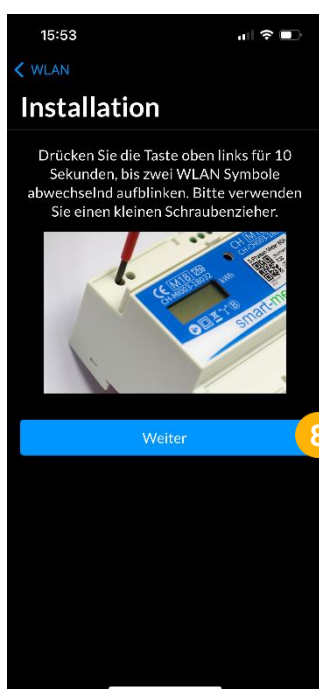 15:53
WLAN
Installation
Drücken Sie die Taste oben links für 10
Sekunden, bis zwei WLAN Symbole
abwechselnd aufblinken. Bitte verwenden
Sie einen kleinen Schraubenzieher.
CE M18
kWh
smart-me
Weiter
8